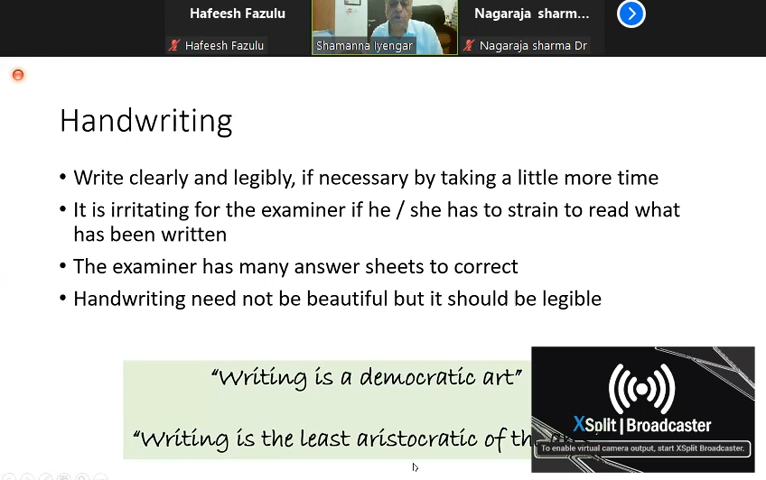 Hafeesh Fazulu
Nagaraja sharm...
Hafeesh Fazulu
Shamanna Iyengar
Nagaraja sharma Dr
Handwriting
• Write clearly and legibly, if necessary by taking a little more time
• It is irritating for the examiner if he / she has to strain to read what
has been written
• The examiner has many answer sheets to correct
• Handwriting need not be beautiful but it should be legible
“Writing is a democratic art”
“Writing is the least aristocratic of
XSplit | Broadcaster
To enable virtual camera output, start XSplit Broadcaster.